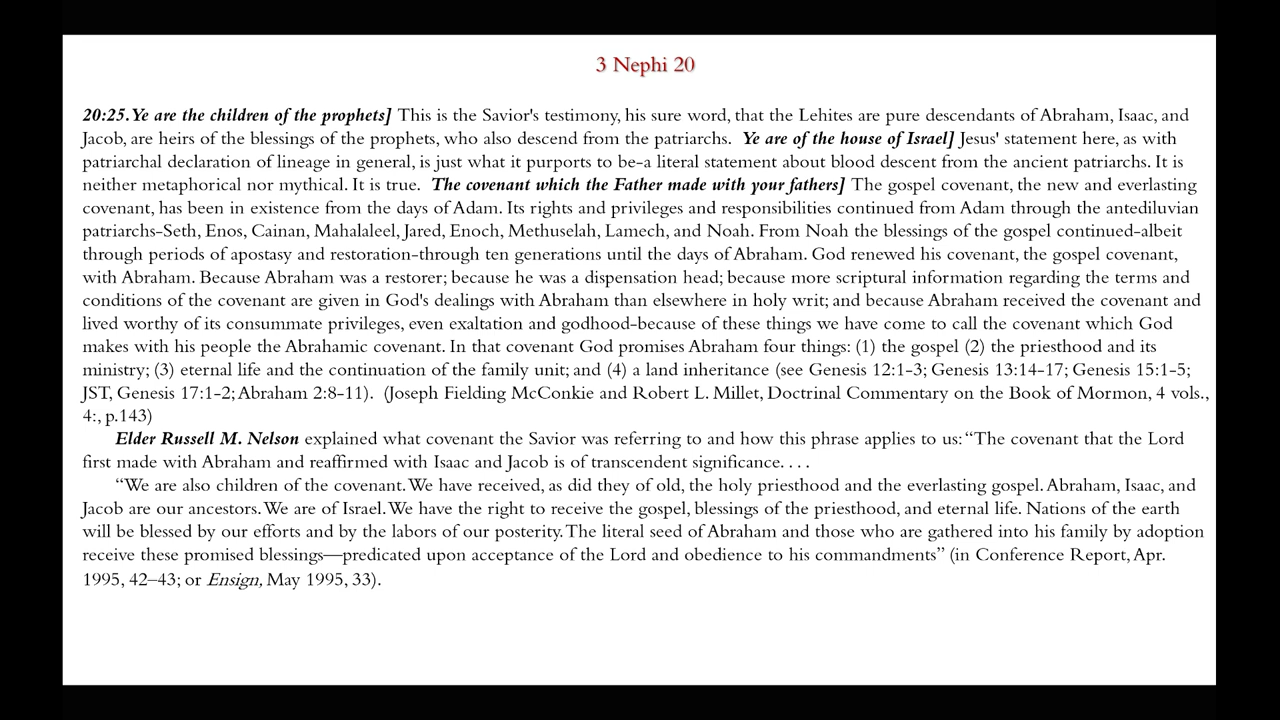 3 Nephi 20
20:25. Ye are the children of the prophets] This is the Savior's testimony, his sure word, that the Lehites are pure descendants of Abraham, Isaac, and
Jacob, are heirs of the blessings of the prophets, who also descend from the patriarchs. Ye are of the house of Israel] Jesus' statement here, as with
patriarchal declaration of lineage in general, is just what it purports to be-a literal statement about blood descent from the ancient patriarchs. It is
neither metaphorical nor mythical. It is true. The covenant which the Father made with your fathers] The gospel covenant, the new and everlasting
covenant, has been in existence from the days of Adam. Its rights and privileges and responsibilities continued from Adam through the antediluvian
patriarchs-Seth, Enos, Cainan, Mahalaleel, Jared, Enoch, Methuselah, Lamech, and Noah. From Noah the blessings of the gospel continued-albeit
through periods of apostasy and restoration-through ten generations until the days of Abraham. God renewed his covenant, the gospel covenant,
with Abraham. Because Abraham was a restorer; because he was a dispensation head; because more scriptural information regarding the terms and
conditions of the covenant are given in God's dealings with Abraham than elsewhere in holy writ; and because Abraham received the covenant and
lived worthy of its consummate privileges, even exaltation and godhood-because of these things we have come to call the covenant which God
makes with his people the Abrahamic covenant. In that covenant God promises Abraham four things: (1) the gospel (2) the priesthood and its
ministry; (3) eternal life and the continuation of the family unit; and (4) a land inheritance (see Genesis 12:1-3; Genesis 13:14-17; Genesis 15:1-5;
JST, Genesis 17:1-2; Abraham 2:8-11). (Joseph Fielding McConkie and Robert L. Millet, Doctrinal Commentary on the Book of Mormon, 4 vols.,
4:, p.143)
Elder Russell M. Nelson explained what covenant the Savior was referring to and how this phrase applies to us: “The covenant that the Lord
first made with Abraham and reaffirmed with Isaac and Jacob is of transcendent significance. . . .
“We are also children of the covenant. We have received, as did they of old, the holy priesthood and the everlasting gospel. Abraham, Isaac, and
Jacob are our ancestors. We are of Israel. We have the right to receive the gospel, blessings of the priesthood, and eternal life. Nations of the earth
will be blessed by our efforts and by the labors of our posterity. The literal seed of Abraham and those who are gathered into his family by adoption
receive these promised blessings—predicated upon acceptance of the Lord and obedience to his commandments” (in Conference Report, Apr.
1995, 42–43; or Ensign, May 1995, 33).